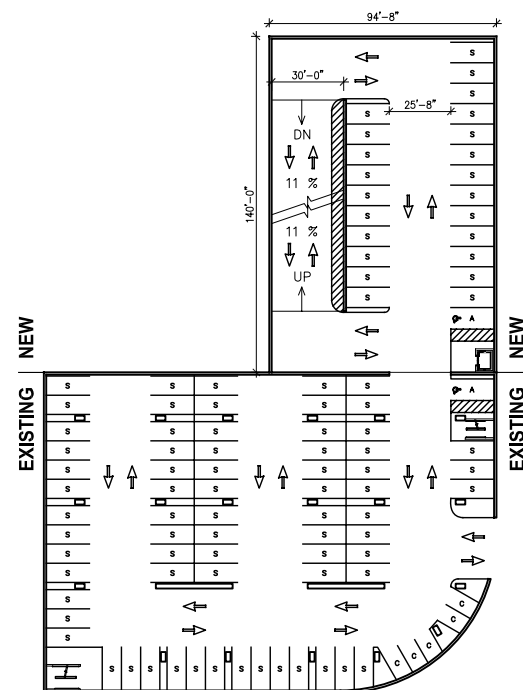 94'-8"
S
30'-0"
S
S
25'-8"
S S
DN S S
S S
11 % S S
S S
140'-0"
S S
11 % S S
S S
UP S S
S S
A
NEW NEW
EXISTING EXISTING
S S S S S A
S S S S S
S S S S S
S S S S S S
S S S S S S
S S S S S S
S S S S S
S S S S S
S S S S S
S S S S S
S
S
S
S S S S S S S S S S S S S S S S S C C C C C C C